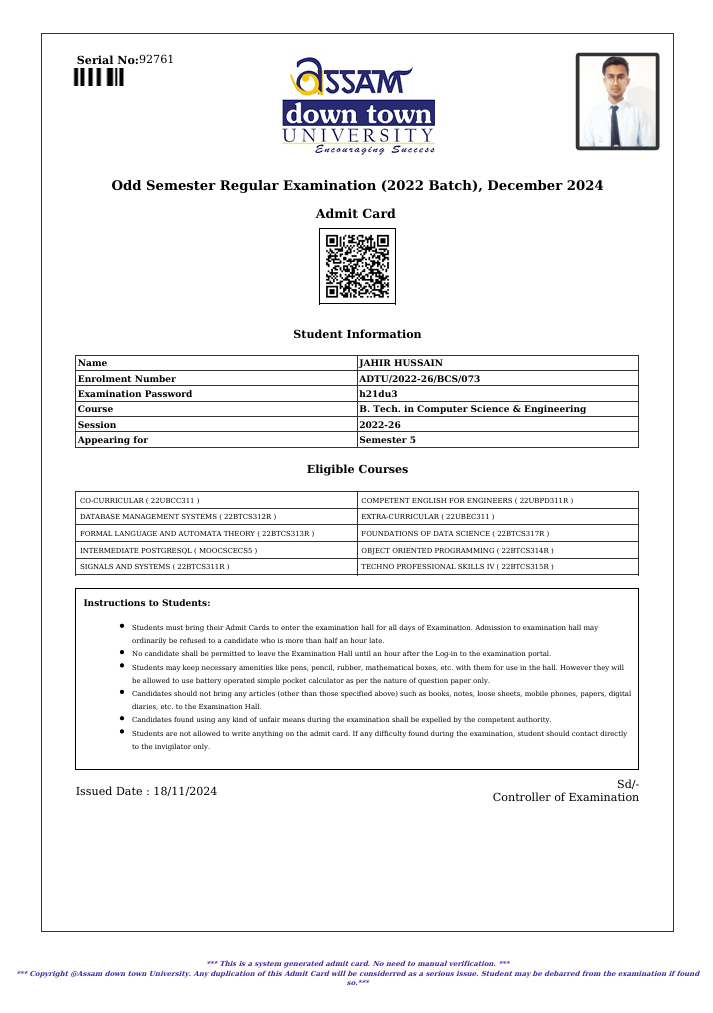 Serial No:92761
ASSAM
down town
UNIVERSITY
Encouraging Success
Odd Semester Regular Examination (2022 Batch), December 2024
Admit Card
Student Information
Name JAHIR HUSSAIN
Enrolment Number ADTU/2022-26/BCS/073
Examination Password h21du3
Course B. Tech. in Computer Science & Engineering
Session 2022-26
Appearing for Semester 5
Eligible Courses
CO-CURRICULAR ( 22UBCC311 ) COMPETENT ENGLISH FOR ENGINEERS ( 22UBPD311R )
DATABASE MANAGEMENT SYSTEMS ( 22BTCS312R ) EXTRA-CURRICULAR ( 22UBEC311 )
FORMAL LANGUAGE AND AUTOMATA THEORY ( 22BTCS313R ) FOUNDATIONS OF DATA SCIENCE ( 22BTCS317R )
INTERMEDIATE POSTGRESQL ( MOOCSCECS5 ) OBJECT ORIENTED PROGRAMMING ( 22BTCS314R )
SIGNALS AND SYSTEMS ( 22BTCS311R ) TECHNO PROFESSIONAL SKILLS IV ( 22BTCS315R )
Instructions to Students:
● Students must bring their Admit Cards to enter the examination hall for all days of Examination. Admission to examination hall may
ordinarily be refused to a candidate who is more than half an hour late.
● No candidate shall be permitted to leave the Examination Hall until an hour after the Log-in to the examination portal.
● Students may keep necessary amenities like pens, pencil, rubber, mathematical boxes, etc. with them for use in the hall. However they will
be allowed to use battery operated simple pocket calculator as per the nature of question paper only.
● Candidates should not bring any articles (other than those specified above) such as books, notes, loose sheets, mobile phones, papers, digital
diaries, etc. to the Examination Hall.
● Candidates found using any kind of unfair means during the examination shall be expelled by the competent authority.
● Students are not allowed to write anything on the admit card. If any difficulty found during the examination, student should contact directly
to the invigilator only.
Issued Date : 18/11/2024
Sd/-
Controller of Examination
*** This is a system generated admit card. No need to manual verification. ***
*** Copyright @Assam down town University. Any duplication of this Admit Card will be considerred as a serious issue. Student may be debarred from the examination if found
so.***